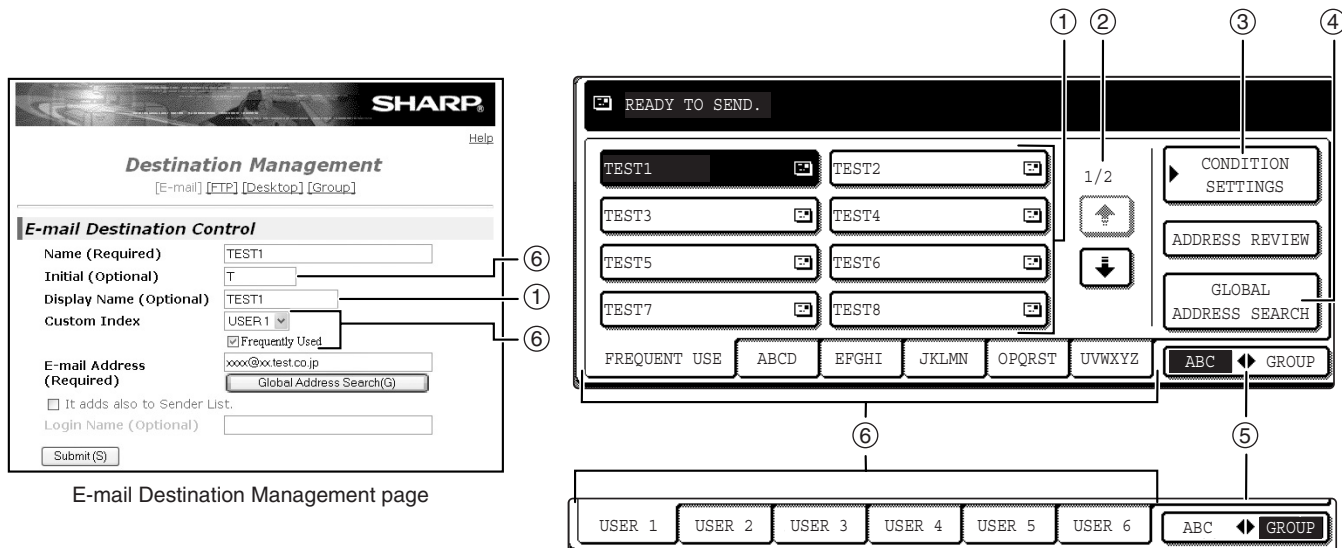 ① ② ③ ④
SHARP
Help
Destination Management
[E-mail] [FTP] [Desktop] [Group]
E-mail Destination Control
Name (Required) TEST1
Initial (Optional) T ⑥
Display Name (Optional) TEST1 ①
Custom Index USER 1
Frequently Used ⑥
E-mail Address
(Required) xxxx@xx.test.co.jp
Global Address Search(G)
It adds also to Sender List.
Login Name (Optional)
Submit (S)
E-mail Destination Management page
READY TO SEND.
TEST1 TEST2
TEST3 TEST4
TEST5 TEST6
TEST7 TEST8
1/2
CONDITION
SETTINGS
ADDRESS REVIEW
GLOBAL
ADDRESS SEARCH
FREQUENT USE ABCD EFGHI JKLMN OPQRST UVWXYZ ABC GROUP
⑥ ⑤
USER 1 USER 2 USER 3 USER 4 USER 5 USER 6 ABC GROUP